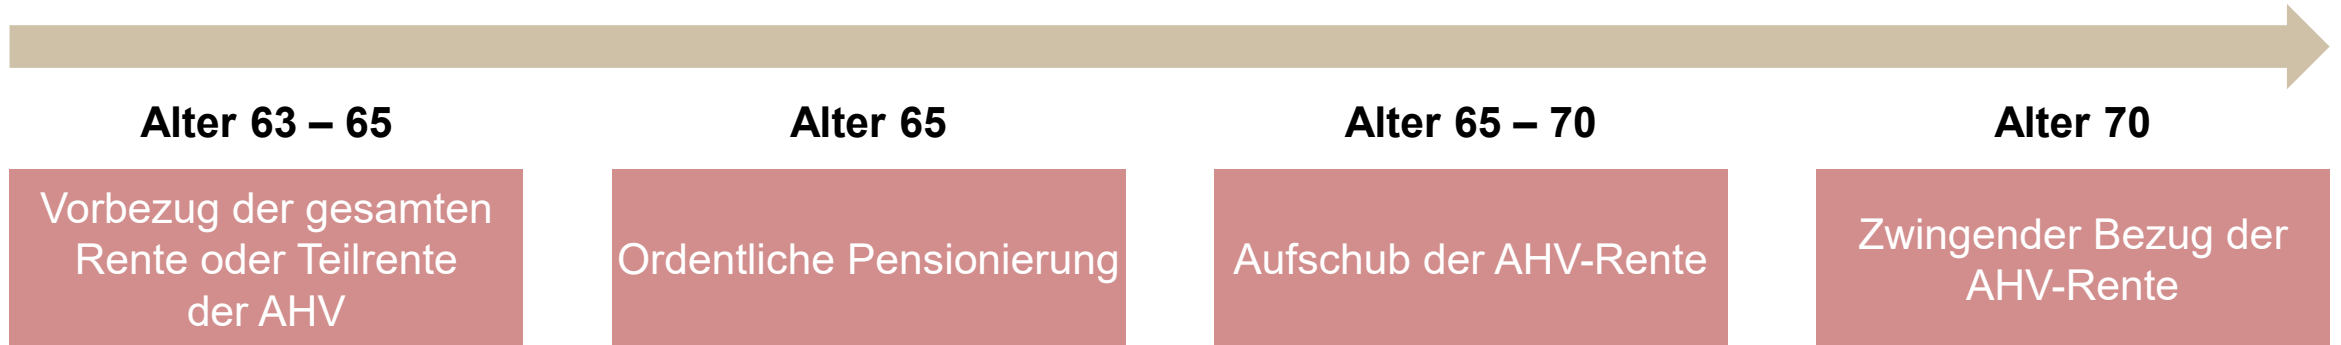 Alter 63 – 65
Vorbezug der gesamten
Rente oder Teilrente
der AHV
Alter 65
Ordentliche Pensionierung
Alter 65 – 70
Aufschub der AHV-Rente
Alter 70
Zwingender Bezug der
AHV-Rente